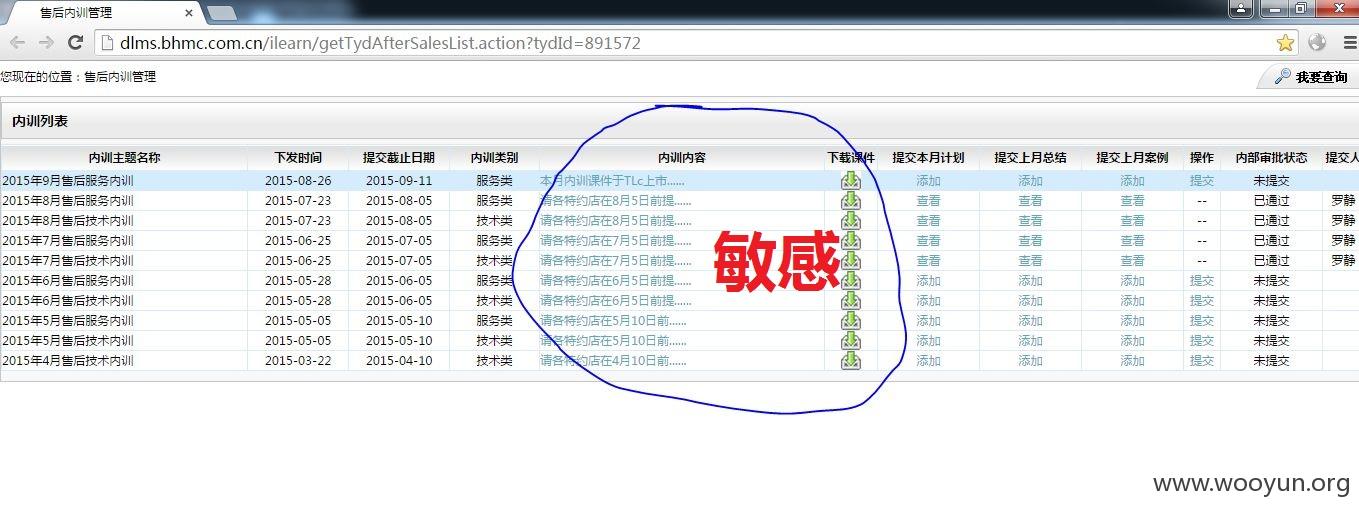 售后内训管理
dlms.bhmc.com.cn/ilearn/getTydAfterSalesList.action?tydId=891572
您现在的位置：售后内训管理
我要查询
内训列表
内训主题名称 下发时间 提交截止日期 内训类别 内训内容 下载课件 提交本月计划 提交上月总结 提交上月案例 操作 内部审批状态 提交人
2015年9月售后服务内训 2015-08-26 2015-09-11 服务类 本月内训课件于TLc上市...... 添加 添加 添加 提交 未提交
2015年8月售后服务内训 2015-07-23 2015-08-05 服务类 请各特约店在8月5日前提...... 查看 查看 查看 -- 已通过 罗静
2015年8月售后技术内训 2015-07-23 2015-08-05 技术类 请各特约店在8月5日前提...... 查看 查看 查看 -- 已通过 罗静
2015年7月售后服务内训 2015-06-25 2015-07-05 服务类 请各特约店在7月5日前提...... 查看 查看 查看 -- 已通过 罗静
2015年7月售后技术内训 2015-06-25 2015-07-05 技术类 请各特约店在7月5日前提...... 查看 查看 查看 -- 已通过 罗静
敏感
2015年6月售后服务内训 2015-05-28 2015-06-05 服务类 请各特约店在6月5日前提...... 添加 添加 添加 提交 未提交
2015年6月售后技术内训 2015-05-28 2015-06-05 技术类 请各特约店在6月5日前提...... 添加 添加 添加 提交 未提交
2015年5月售后服务内训 2015-05-05 2015-05-10 服务类 请各特约店在5月10日前...... 添加 添加 添加 提交 未提交
2015年5月售后技术内训 2015-05-05 2015-05-10 技术类 请各特约店在5月10日前...... 添加 添加 添加 提交 未提交
2015年4月售后技术内训 2015-03-22 2015-04-10 技术类 请各特约店在4月10日前...... 添加 添加 添加 提交 未提交
www.wooyun.org